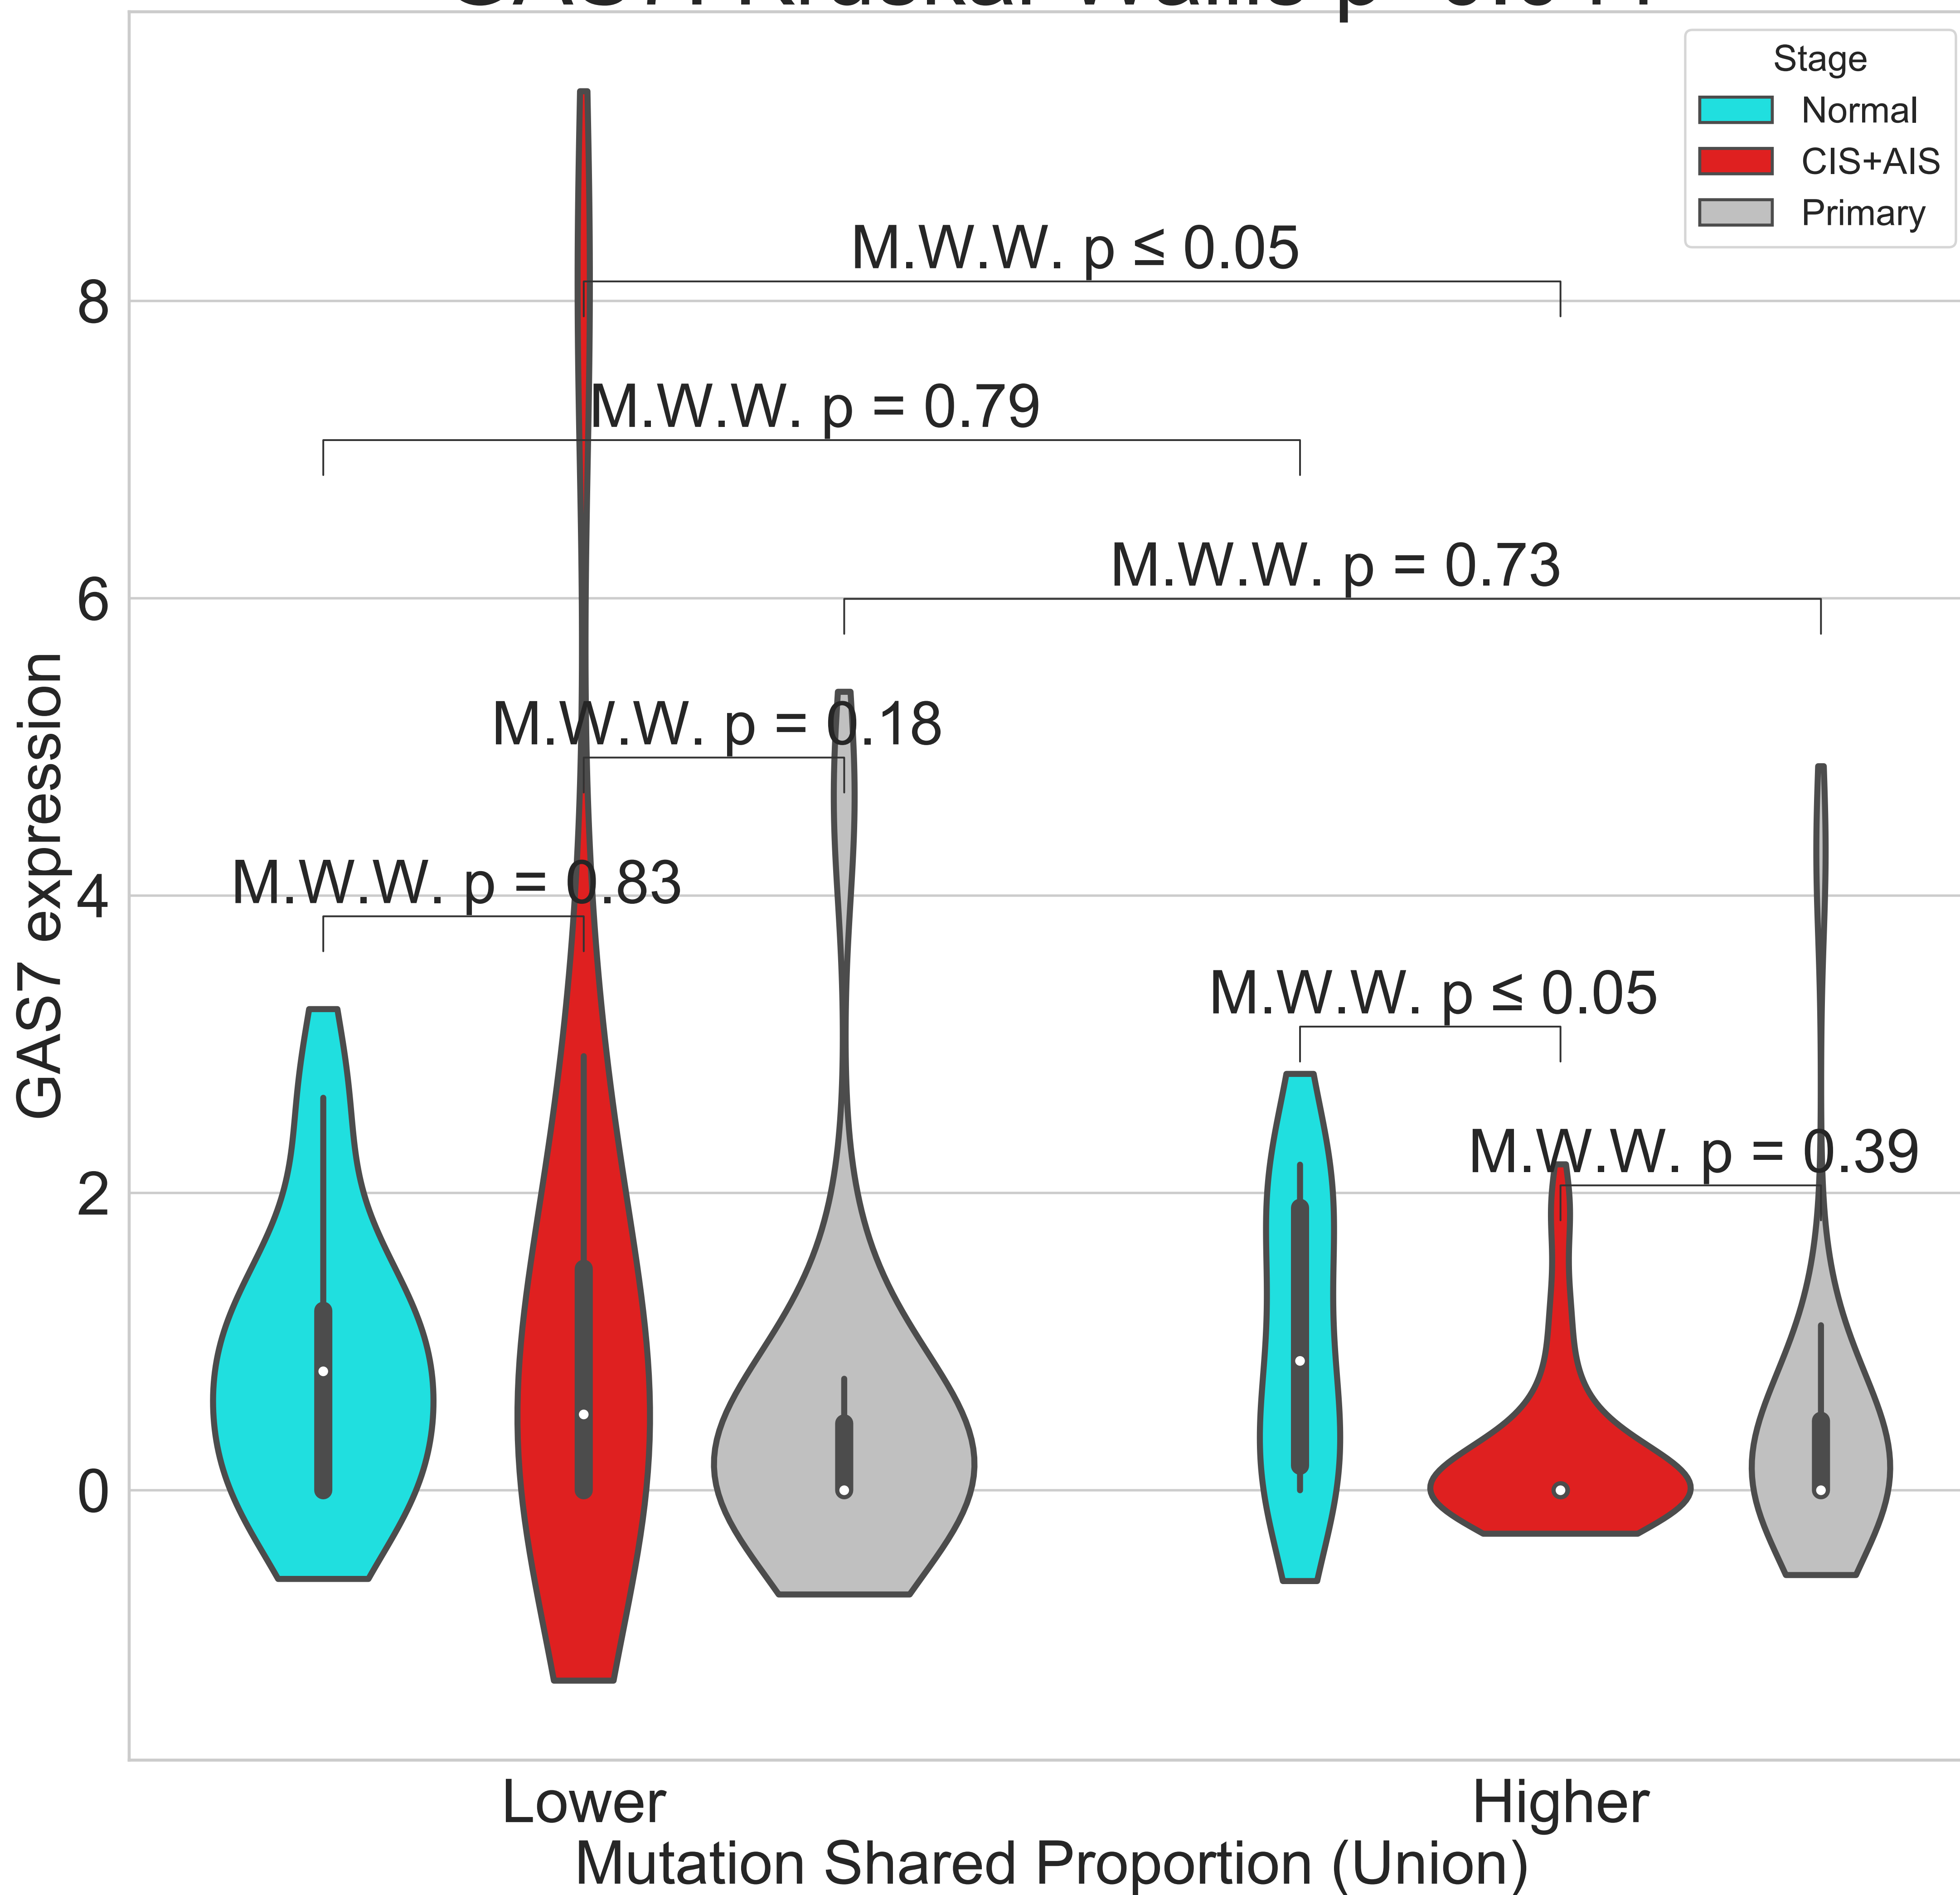 Stage
Normal
CIS+AIS
Primary
M.W.W. p ≤ 0.05
8
M.W.W. p = 0.79
M.W.W. p = 0.73
6
M.W.W. p = 0.18
M.W.W. p = 0.83
4
M.W.W. p ≤ 0.05
M.W.W. p = 0.39
2
0
GAS7 expression
Lower
Higher
Mutation Shared Proportion (Union)